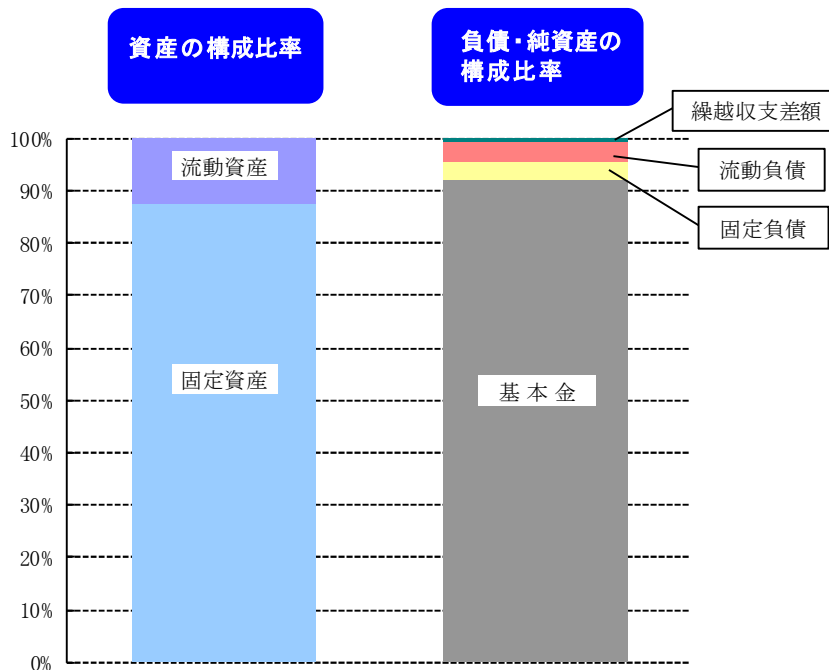 資産の構成比率
負債・純資産の
構成比率
繰越収支差額
流動負債
固定負債
100%
90%
80%
70%
60%
50%
40%
30%
20%
10%
0%
流動資産
固定資産
基本金